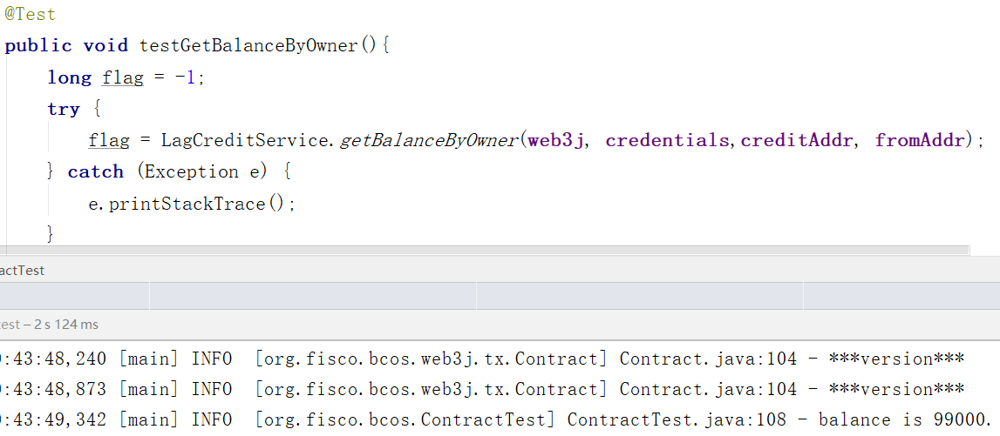 @Test
public void testGetBalanceByOwner(){
long flag = -1;
try {
flag = LagCreditService.getBalanceByOwner(web3j, credentials,creditAddr, fromAddr);
} catch (Exception e) {
e.printStackTrace();
}
actTest
est – 2 s 124 ms
:43:48,240 [main] INFO  [org.fisco.bcos.web3j.tx.Contract] Contract.java:104 - ***version***
:43:48,873 [main] INFO  [org.fisco.bcos.web3j.tx.Contract] Contract.java:104 - ***version***
:43:49,342 [main] INFO  [org.fisco.bcos.ContractTest] ContractTest.java:108 - balance is 99000.